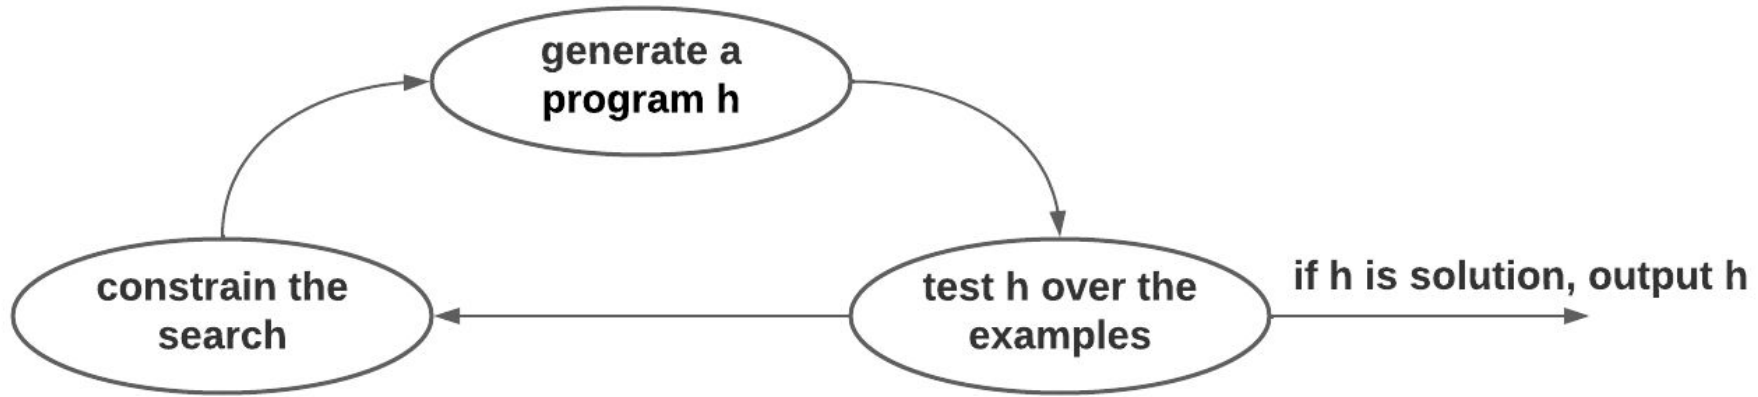 generate a
program h
constrain the
search
test h over the
examples
if h is solution, output h